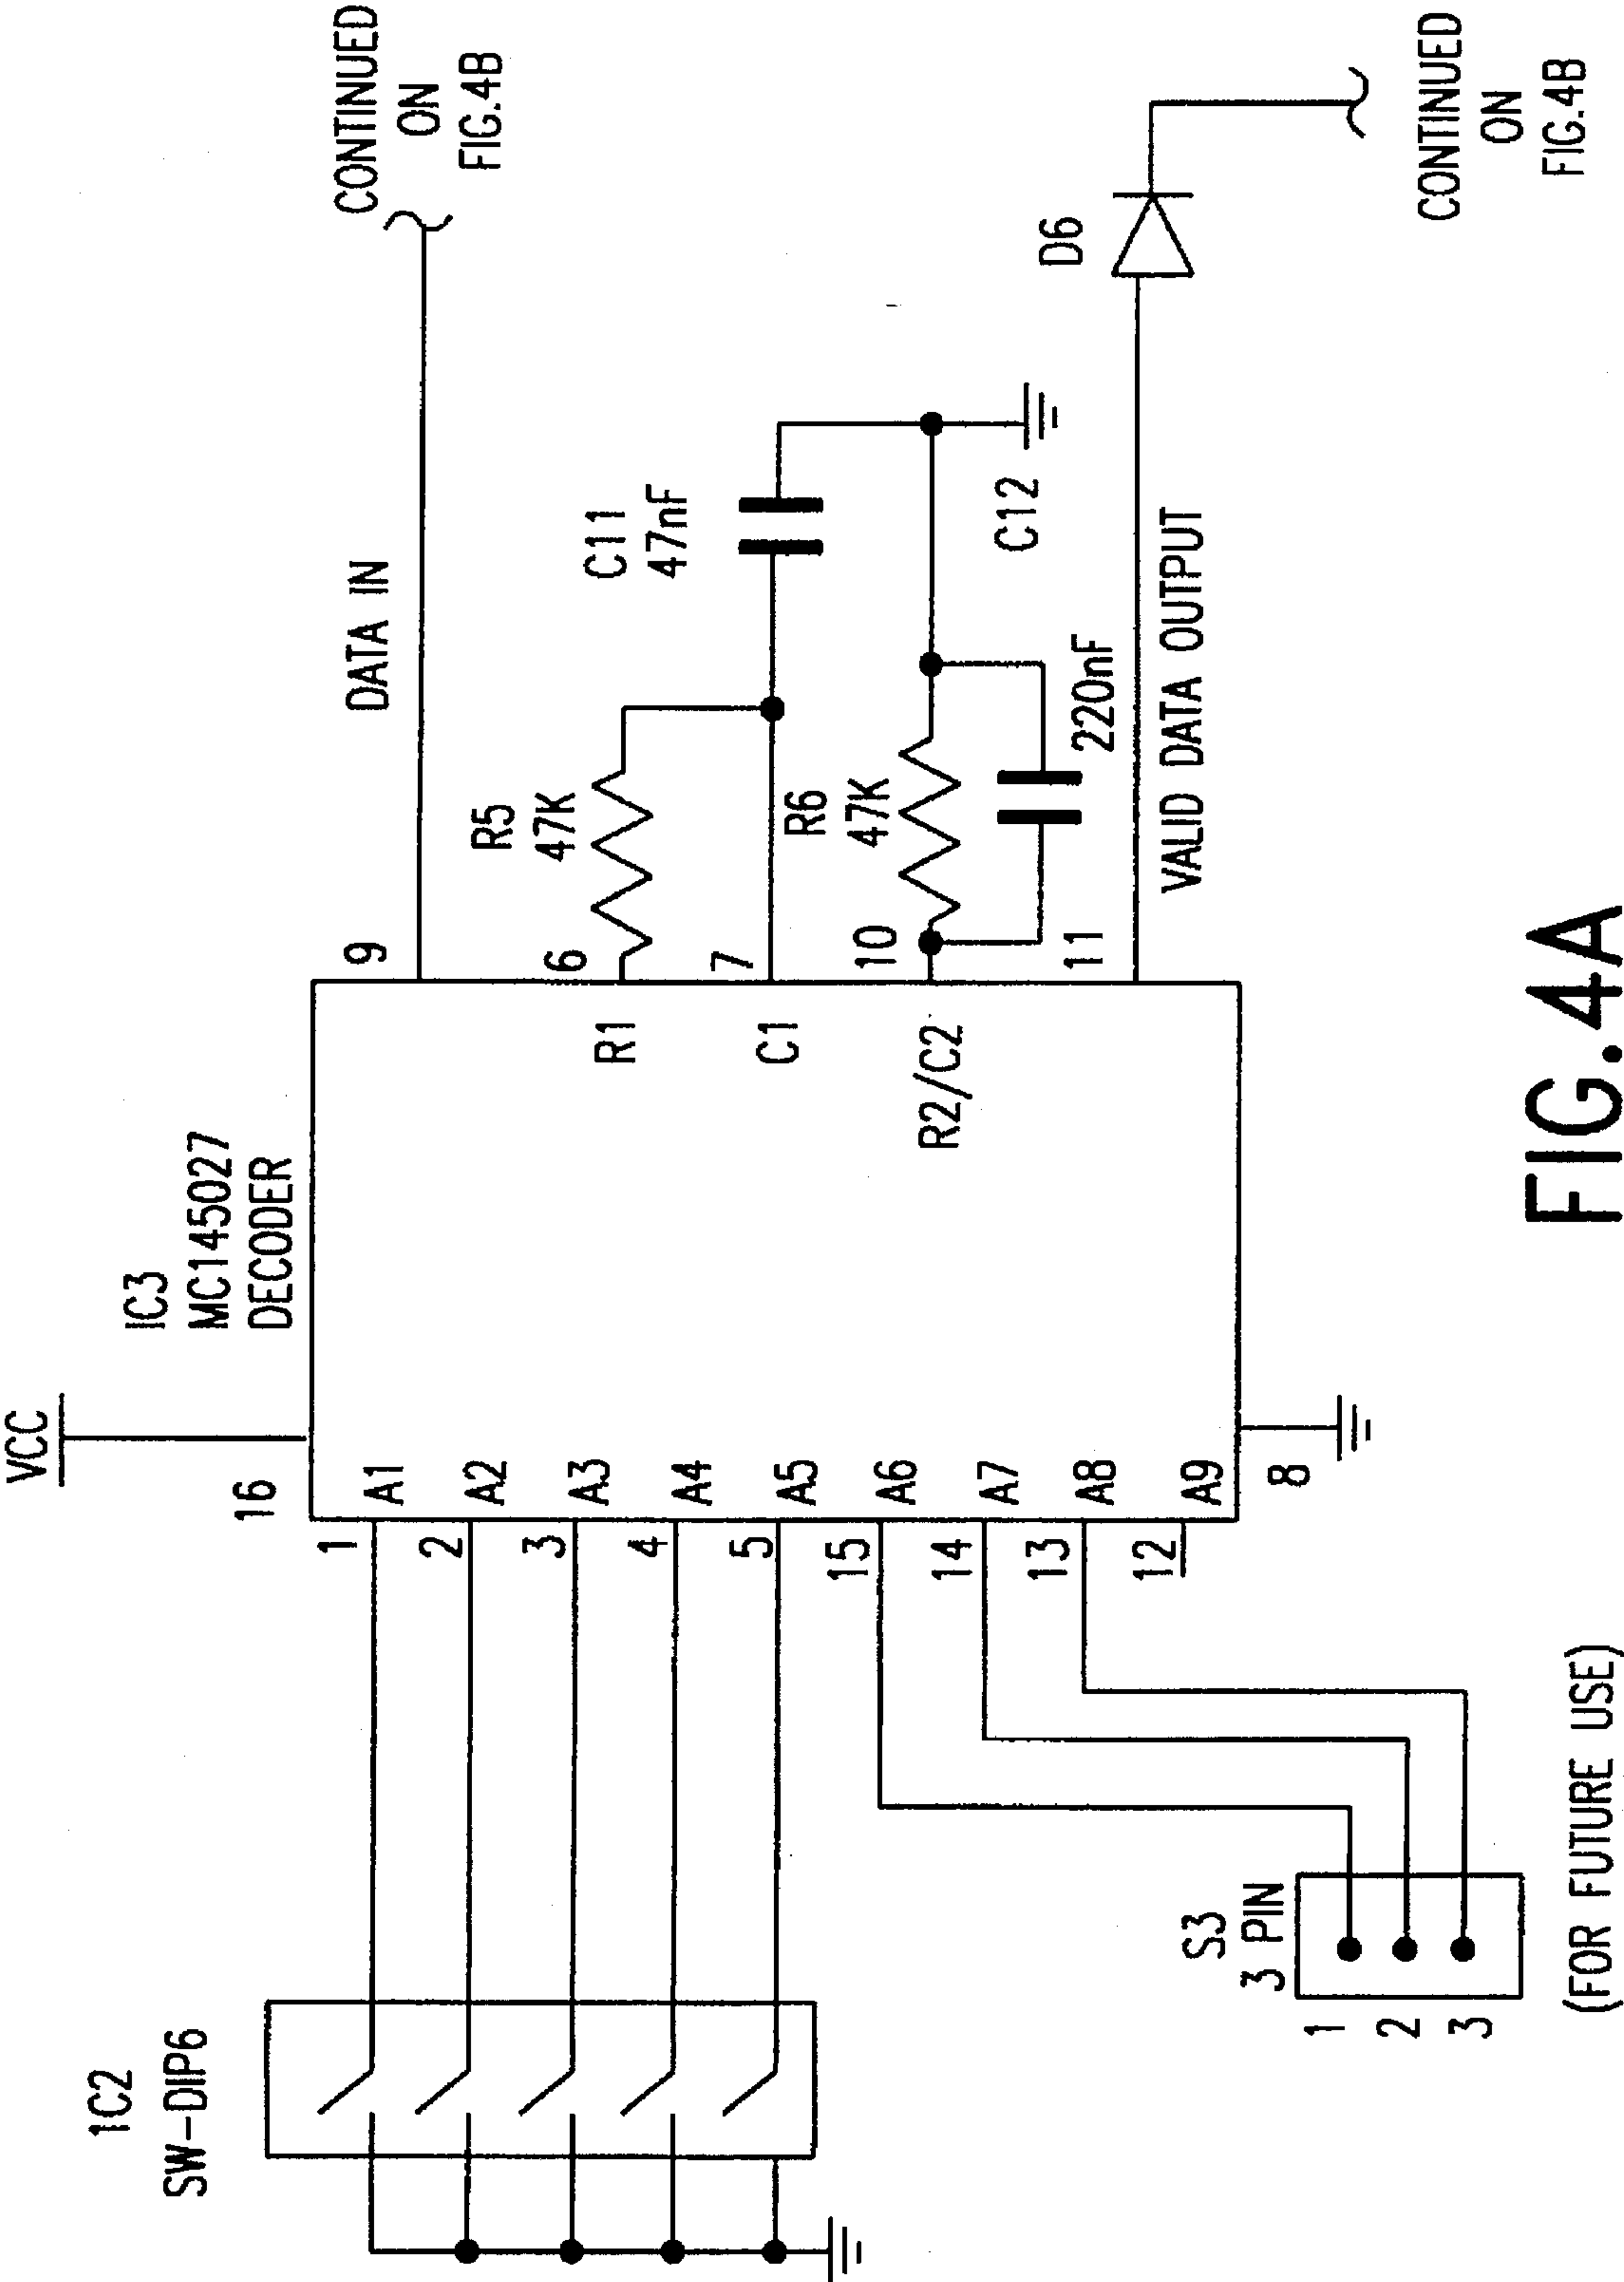 VCC
IC3
MC145027
DECODER
16
1C2
SW-DIP6
1
2
3
4
5
15
14
13
12
A1
A2
A3
A4
A5
A6
A7
A8
A9
8
R1
C1
R2/C2
9
6
7
10
11
DATA IN
CONTINUED
ON
FIG.4B
R5
47K
C11
47nF
R6
47K
220nF
C12
VALID DATA OUTPUT
D6
CONTINUED
ON
FIG.4B
S3
3 PIN
1
2
3
(FOR FUTURE USE)
FIG.4A